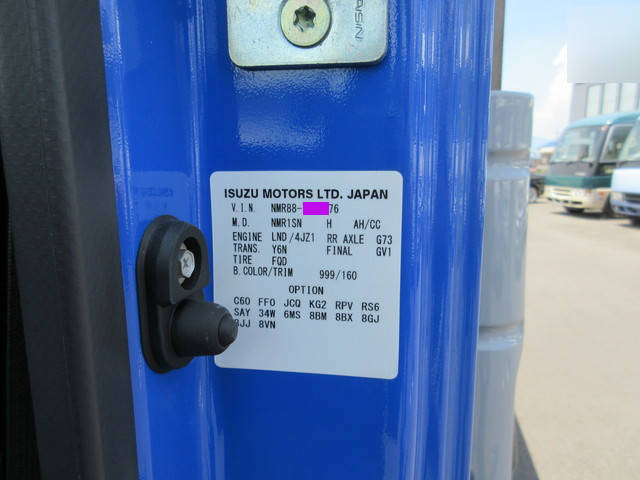 AISIN
ISUZU MOTORS LTD. JAPAN
V.I.N. NMR88- 76
M.D. NMR1SN H AH/CC
ENGINE LND/4JZ1 RR AXLE G73
TRANS. Y6N FINAL GV1
TIRE FQD
B.COLOR/TRIM 999/160
OPTION
C60 FF0 JCQ KG2 RPV RS6
SAY 34W 6MS 8BM 8BX 8GJ
8VN